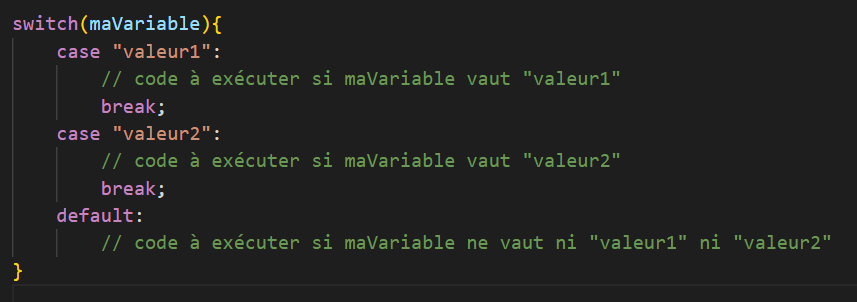 switch(maVariable){
    case "valeur1":
        // code à exécuter si maVariable vaut "valeur1"
        break;
    case "valeur2":
        // code à exécuter si maVariable vaut "valeur2"
        break;
    default:
        // code à exécuter si maVariable ne vaut ni "valeur1" ni "valeur2"
}